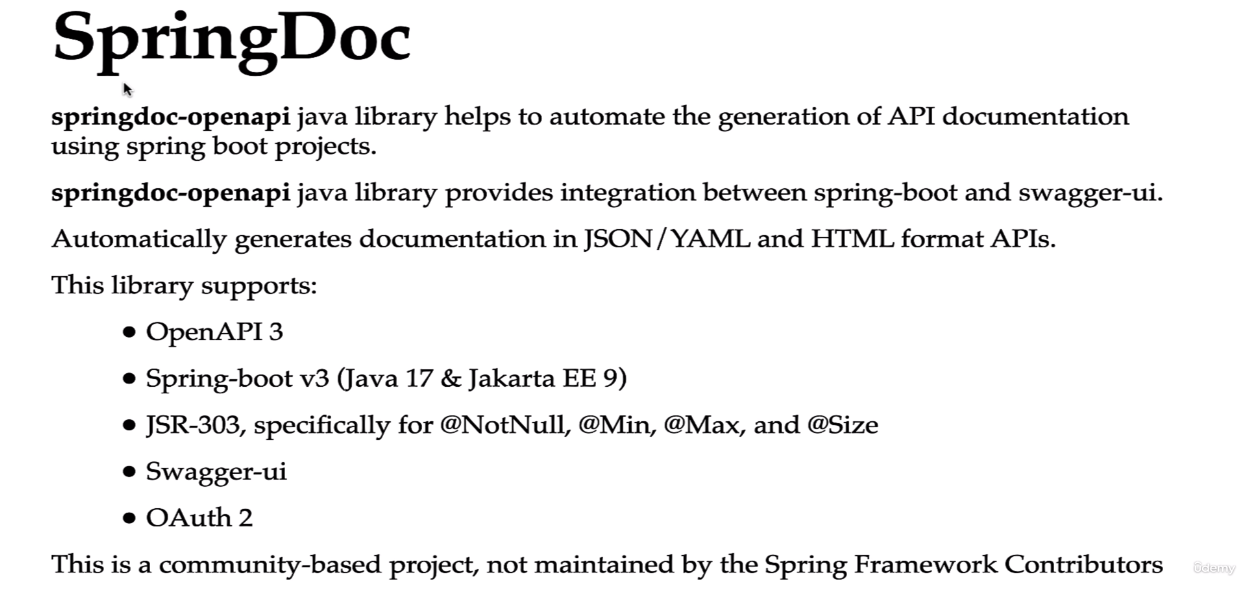 SpringDoc
springdoc-openapi java library helps to automate the generation of API documentation
using spring boot projects.
springdoc-openapi java library provides integration between spring-boot and swagger-ui.
Automatically generates documentation in JSON/YAML and HTML format APIs.
This library supports:
• OpenAPI 3
• Spring-boot v3 (Java 17 & Jakarta EE 9)
• JSR-303, specifically for @NotNull, @Min, @Max, and @Size
• Swagger-ui
• OAuth 2
This is a community-based project, not maintained by the Spring Framework Contributors
ûdemy